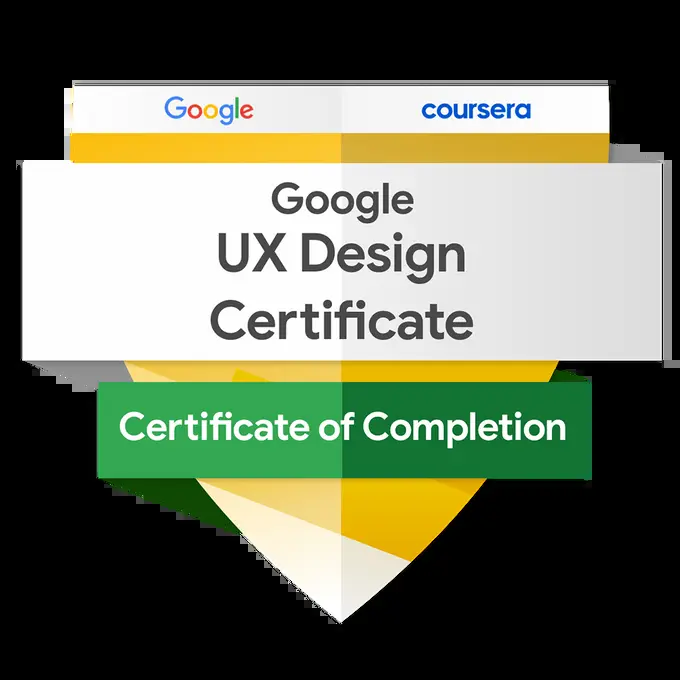 Google coursera
Google
UX Design
Certificate
Certificate of Completion